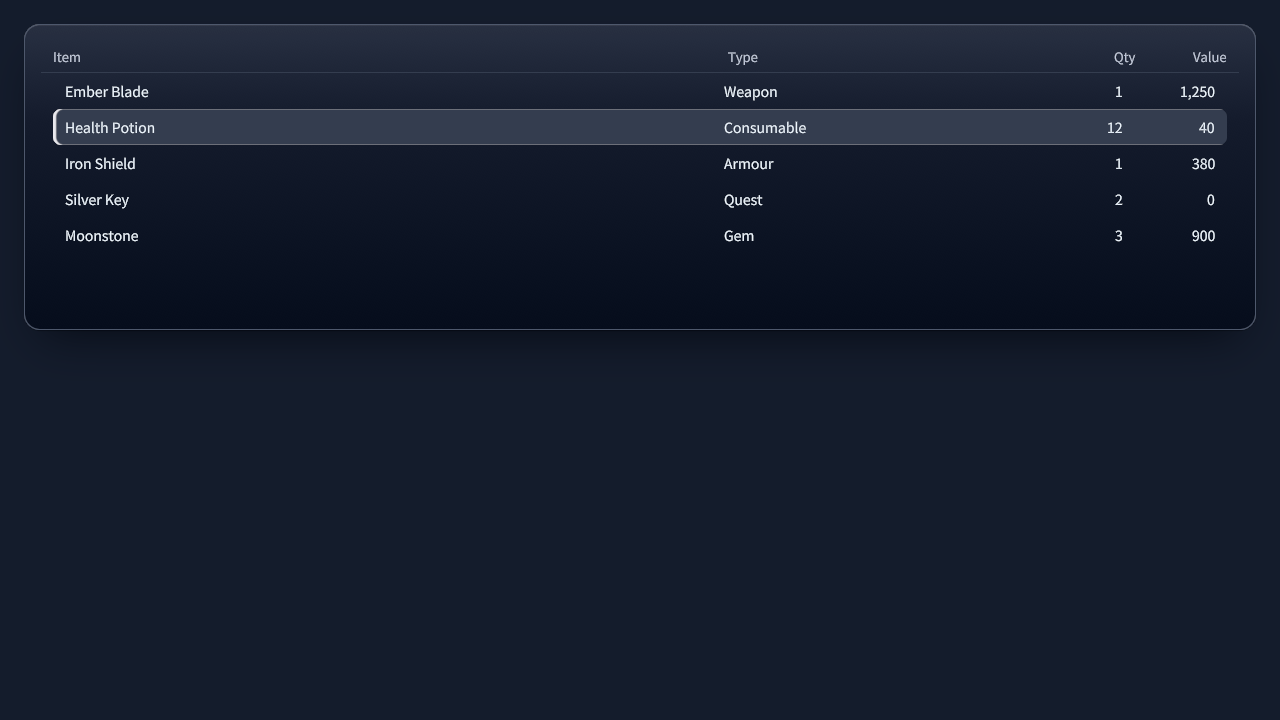 Item Type Qty Value
Ember Blade Weapon 1 1,250
Health Potion Consumable 12 40
Iron Shield Armour 1 380
Silver Key Quest 2 0
Moonstone Gem 3 900